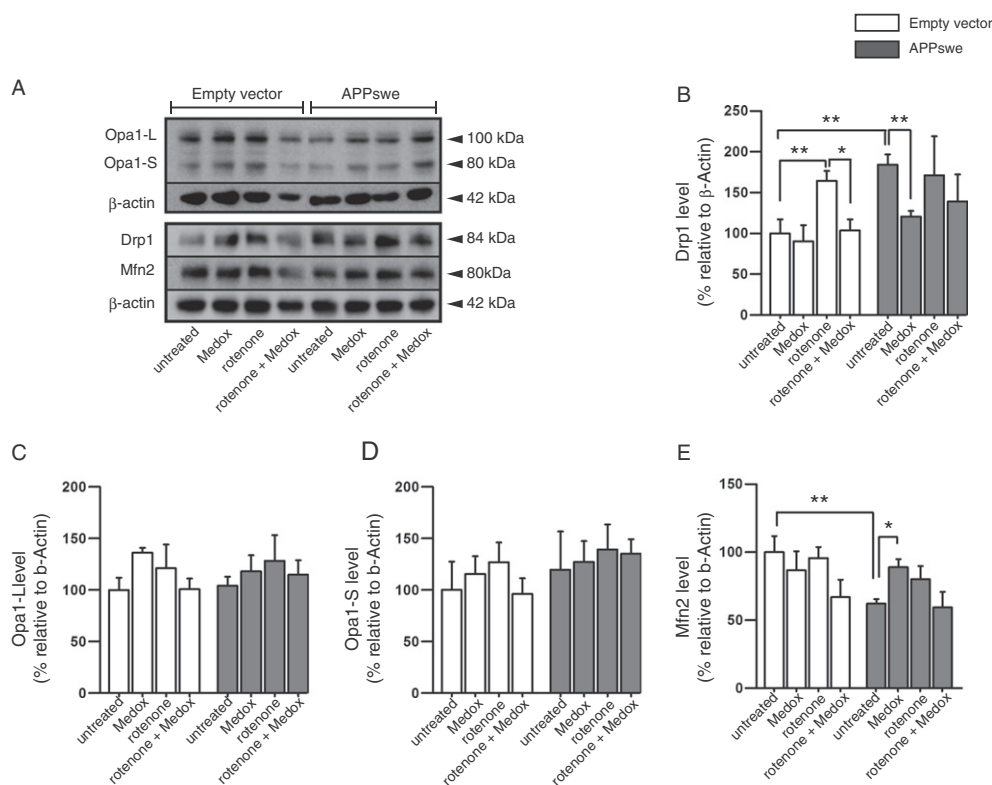 Empty vector
APPswe
A
Empty vector APPswe
Opa1-L 100 kDa
Opa1-S 80 kDa
β-actin 42 kDa
Drp1 84 kDa
Mfn2 80kDa
β-actin 42 kDa
untreated Medox rotenone rotenone + Medox untreated Medox rotenone rotenone + Medox
B
Drp1 level
(% relative to β-Actin)
250
200
150
100
50
0
** ** * **
untreated Medox rotenone rotenone + Medox untreated Medox rotenone rotenone + Medox
C
Opa1-Llevel
(% relative to b-Actin)
200
150
100
50
0
untreated Medox rotenone rotenone + Medox untreated Medox rotenone rotenone + Medox
D
Opa1-S level
(% relative to b-Actin)
200
150
100
50
0
untreated Medox rotenone rotenone + Medox untreated Medox rotenone rotenone + Medox
E
Mfn2 level
(% relative to b-Actin)
150
100
50
0
** *
untreated Medox rotenone rotenone + Medox untreated Medox rotenone rotenone + Medox